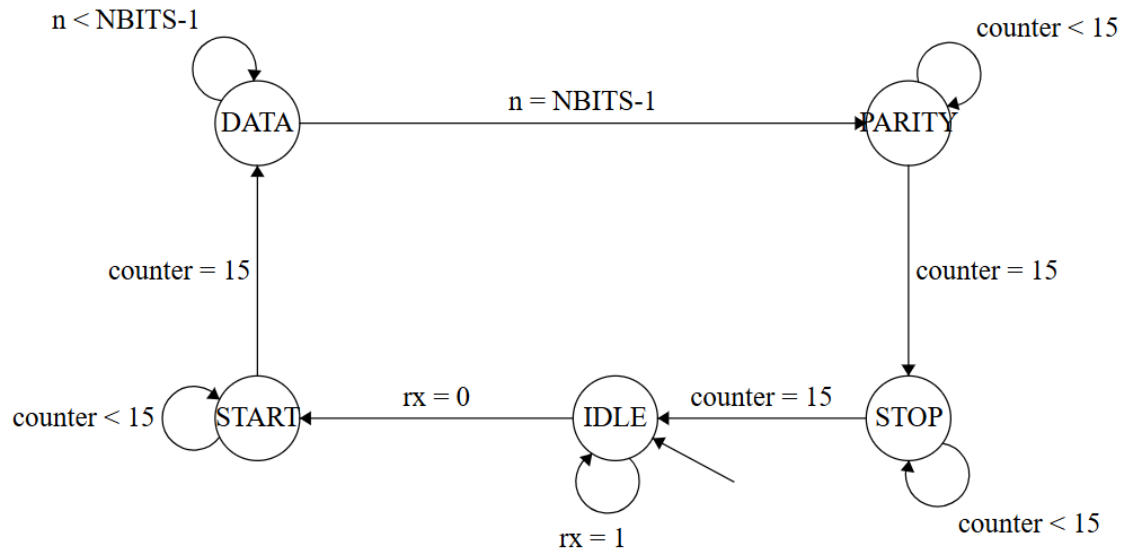 n < NBITS-1
counter < 15
DATA
n = NBITS-1
PARITY
counter = 15
counter = 15
counter < 15
START
rx = 0
IDLE
counter = 15
STOP
rx = 1
counter < 15